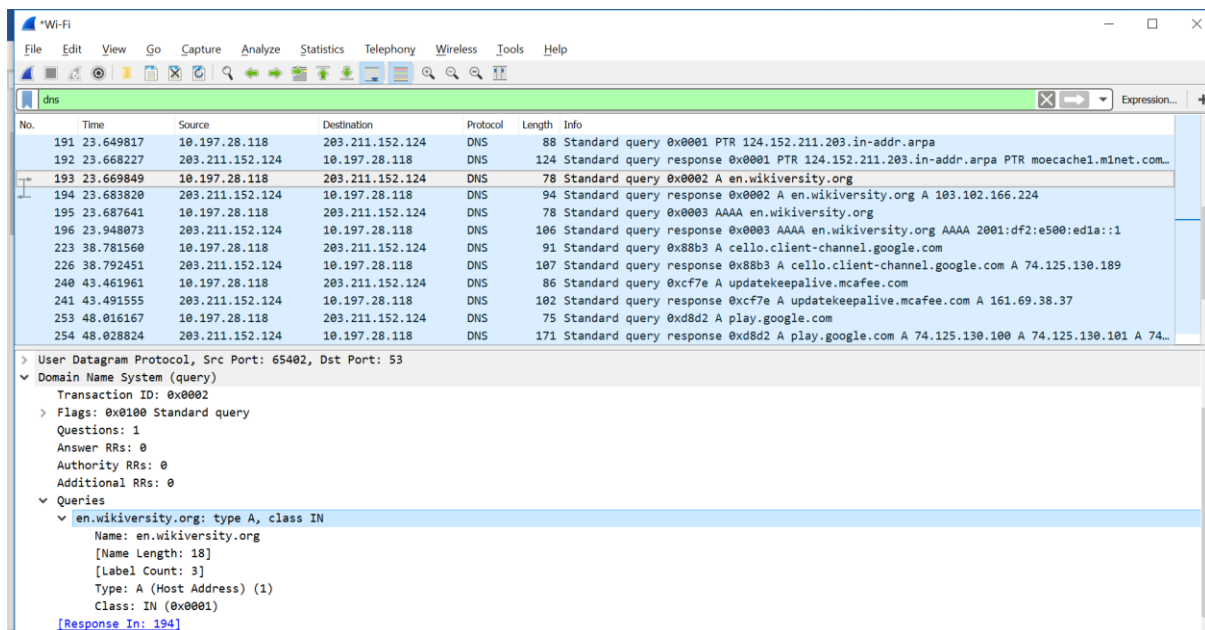 *Wi-Fi
File Edit View Go Capture Analyze Statistics Telephony Wireless Tools Help
dns Expression... +
No. Time Source Destination Protocol Length Info
191 23.649817 10.197.28.118 203.211.152.124 DNS 88 Standard query 0x0001 PTR 124.152.211.203.in-addr.arpa
192 23.668227 203.211.152.124 10.197.28.118 DNS 124 Standard query response 0x0001 PTR 124.152.211.203.in-addr.arpa PTR moecache1.m1net.com…
193 23.669849 10.197.28.118 203.211.152.124 DNS 78 Standard query 0x0002 A en.wikiversity.org
194 23.683820 203.211.152.124 10.197.28.118 DNS 94 Standard query response 0x0002 A en.wikiversity.org A 103.102.166.224
195 23.687641 10.197.28.118 203.211.152.124 DNS 78 Standard query 0x0003 AAAA en.wikiversity.org
196 23.948073 203.211.152.124 10.197.28.118 DNS 106 Standard query response 0x0003 AAAA en.wikiversity.org AAAA 2001:df2:e500:ed1a::1
223 38.781560 10.197.28.118 203.211.152.124 DNS 91 Standard query 0x88b3 A cello.client-channel.google.com
226 38.792451 203.211.152.124 10.197.28.118 DNS 107 Standard query response 0x88b3 A cello.client-channel.google.com A 74.125.130.189
240 43.461961 10.197.28.118 203.211.152.124 DNS 86 Standard query 0xcf7e A updatekeepalive.mcafee.com
241 43.491555 203.211.152.124 10.197.28.118 DNS 102 Standard query response 0xcf7e A updatekeepalive.mcafee.com A 161.69.38.37
253 48.016167 10.197.28.118 203.211.152.124 DNS 75 Standard query 0xd8d2 A play.google.com
254 48.028824 203.211.152.124 10.197.28.118 DNS 171 Standard query response 0xd8d2 A play.google.com A 74.125.130.100 A 74.125.130.101 A 74…
User Datagram Protocol, Src Port: 65402, Dst Port: 53
Domain Name System (query)
Transaction ID: 0x0002
Flags: 0x0100 Standard query
Questions: 1
Answer RRs: 0
Authority RRs: 0
Additional RRs: 0
Queries
en.wikiversity.org: type A, class IN
Name: en.wikiversity.org
[Name Length: 18]
[Label Count: 3]
Type: A (Host Address) (1)
Class: IN (0x0001)
[Response In: 194]